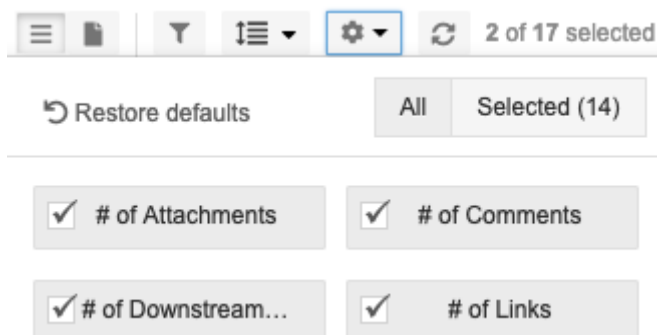 2 of 17 selected
Restore defaults
All
Selected (14)
# of Attachments
# of Comments
# of Downstream...
# of Links